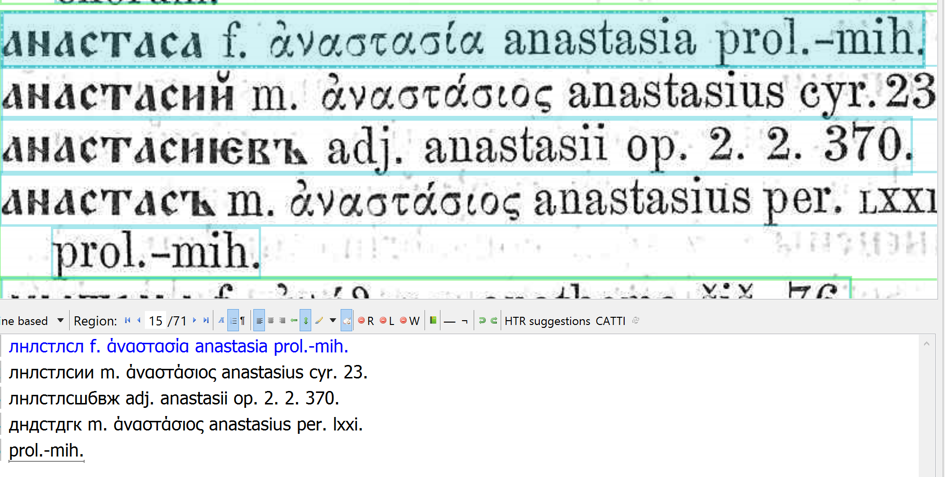 анастаса f. ἀναστασία anastasia prol.-mih.
анастасий m. ἀναστάσιος anastasius cyr. 23
анастасиѥвъ adj. anastasii op. 2. 2. 370.
анастасъ m. ἀναστάσιος anastasius per. LXXI
prol.-mih.
ne based Region: 15 /71 ¶ R L W HTR suggestions CATTI
лнлстлсл f. ἀναστασία anastasia prol.-mih.
лнлстлсии m. ἀναστάσιος anastasius cyr. 23.
лнлстлсшбвж adj. anastasii op. 2. 2. 370.
дндстдгк m. ἀναστάσιος anastasius per. lxxi.
prol.-mih.